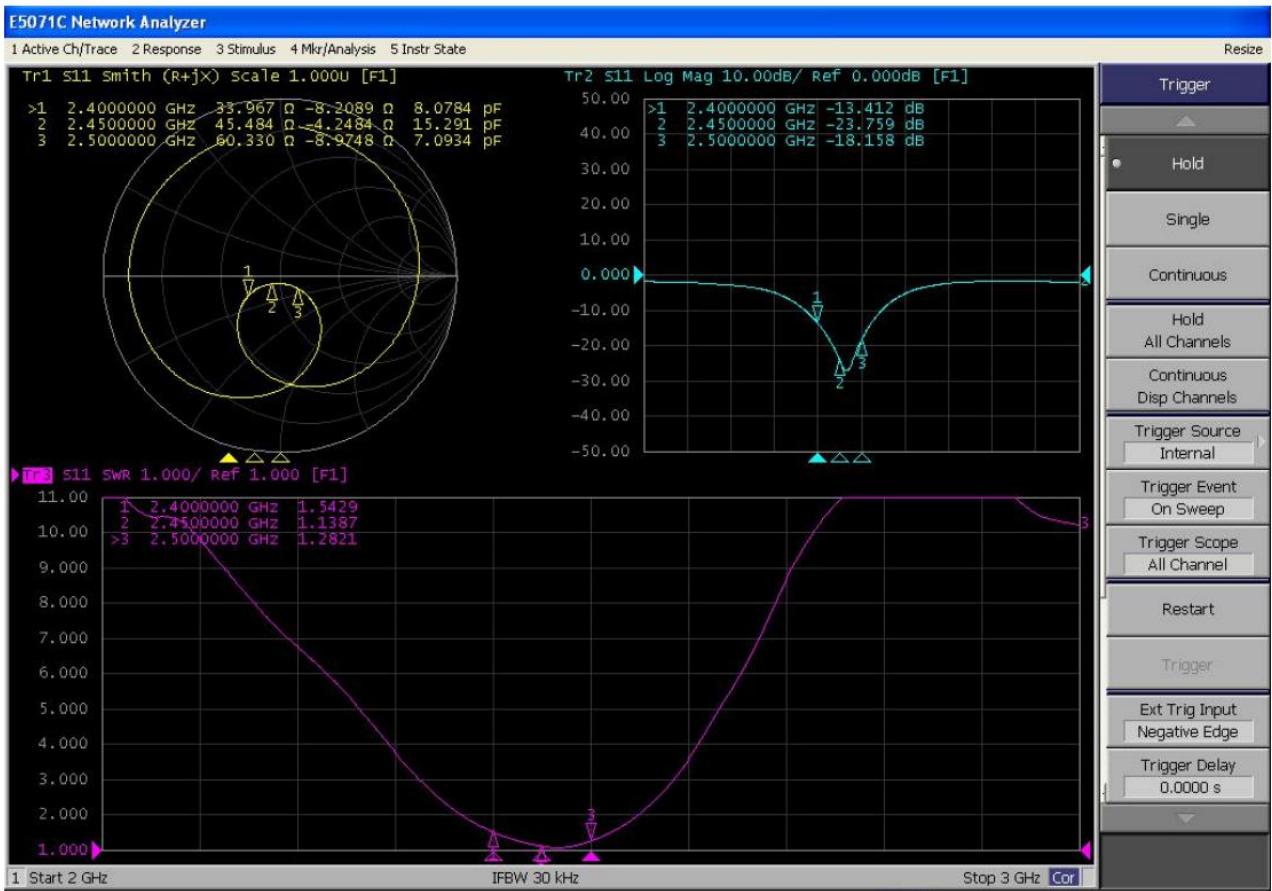 E5071C Network Analyzer
1 Active Ch/Trace 2 Response 3 Stimulus 4 Mkr/Analysis 5 Instr State Resize
Tr1 S11 Smith (R+jX) Scale 1.000U [F1]
>1 2.4000000 GHz 33.967 Ω -8.2089 Ω 8.0784 pF
2 2.4500000 GHz 45.484 Ω -4.2484 Ω 15.291 pF
3 2.5000000 GHz 60.330 Ω -8.9748 Ω 7.0934 pF
1
2
3
Tr2 S11 Log Mag 10.00dB/ Ref 0.000dB [F1]
50.00
>1 2.4000000 GHz -13.412 dB
2 2.4500000 GHz -23.759 dB
3 2.5000000 GHz -18.158 dB
40.00
30.00
20.00
10.00
0.000
-10.00
-20.00
-30.00
-40.00
-50.00
1
2
3
2
Tr3 S11 SWR 1.000/ Ref 1.000 [F1]
11.00
1 2.4000000 GHz 1.5429
2 2.4500000 GHz 1.1387
>3 2.5000000 GHz 1.2821
10.00
9.000
8.000
7.000
6.000
5.000
4.000
3.000
2.000
1.000
3
3
1 Start 2 GHz IFBW 30 kHz Stop 3 GHz Cor
Trigger
Hold
Single
Continuous
Hold
All Channels
Continuous
Disp Channels
Trigger Source
Internal
Trigger Event
On Sweep
Trigger Scope
All Channel
Restart
Trigger
Ext Trig Input
Negative Edge
Trigger Delay
0.0000 s